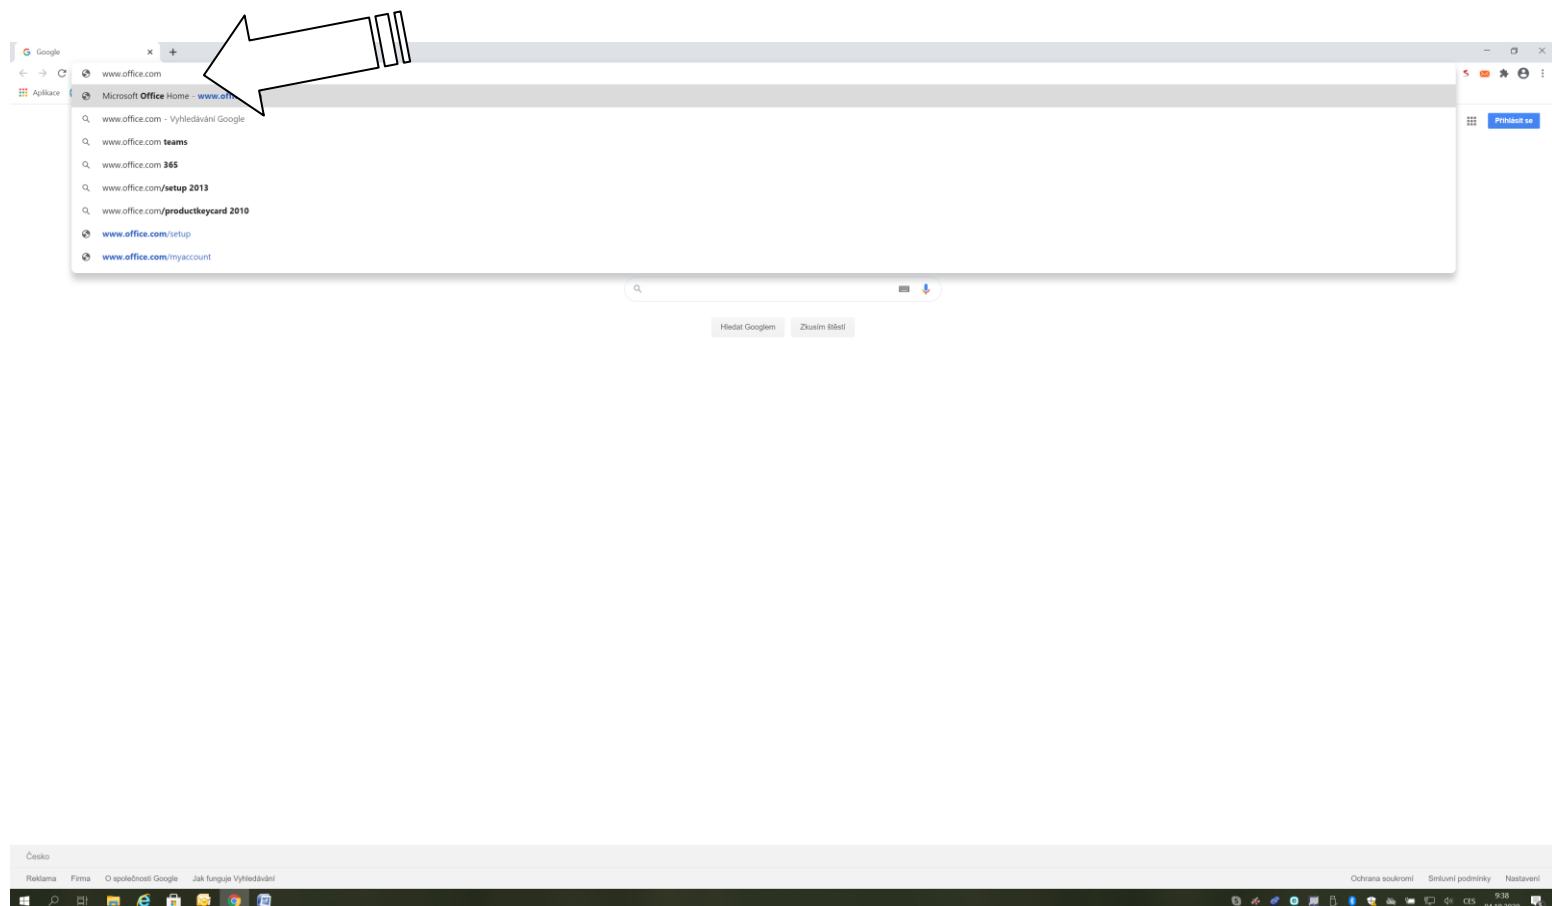 Google
www.office.com
Aplikace
Microsoft Office Home - www.offi
www.office.com - Vyhledávání Google
Přihlásit se
www.office.com teams
www.office.com 365
www.office.com/setup 2013
www.office.com/productkeycard 2010
www.office.com/setup
www.office.com/myaccount
Hledat Googlem Zkusím štěstí
Česko
Reklama Firma O společnosti Google Jak funguje Vyhledávání Ochrana soukromí Smluvní podmínky Nastavení
CES 9:38